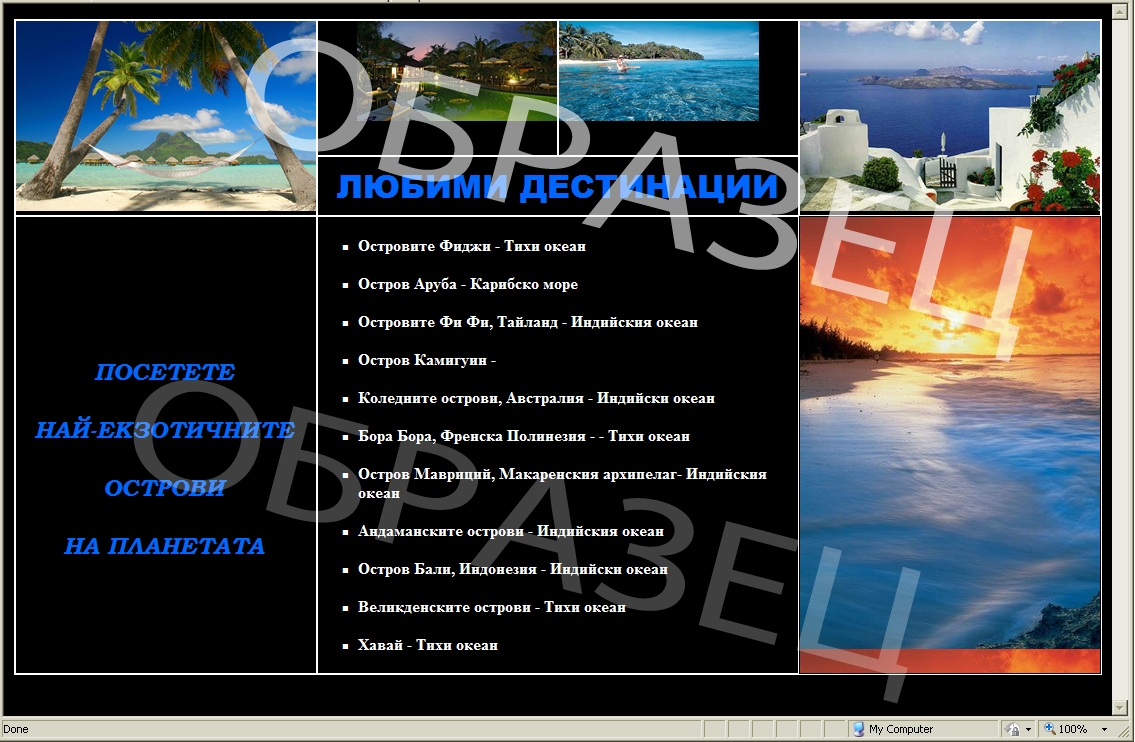 ОБРАЗЕЦ
ЛЮБИМИ ДЕСТИНАЦИИ
ПОСЕТЕТЕ
НАЙ-ЕКЗОТИЧНИТЕ
ОСТРОВИ
НА ПЛАНЕТАТА
Островите Фиджи - Тихи океан
Остров Аруба - Карибско море
Островите Фи Фи, Тайланд - Индийския океан
Остров Камигуин -
Коледните острови, Австралия - Индийски океан
Бора Бора, Френска Полинезия - - Тихи океан
Остров Мавриций, Макаренския архипелаг- Индийския
океан
Андаманските острови - Индийския океан
Остров Бали, Индонезия - Индийски океан
Великденските острови - Тихи океан
Хавай - Тихи океан
ОБРАЗЕЦ
Done
My Computer
100%